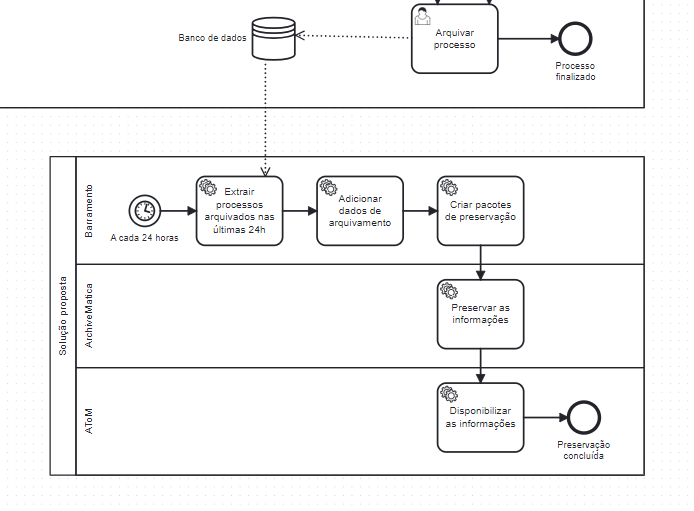 Banco de dados
Arquivar
processo
Processo
finalizado
Solução proposta
Barramento
A cada 24 horas
Extrair
processos
arquivados nas
últimas 24h
Adicionar
dados de
arquivamento
Criar pacotes
de preservação
ArchiveMatica
Preservar as
informações
AToM
Disponibilizar
as informações
Preservação
concluída